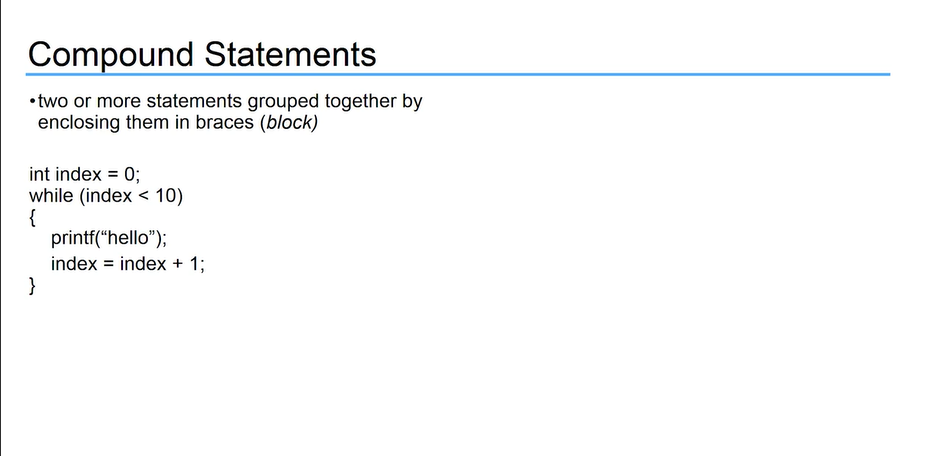 Compound Statements
•two or more statements grouped together by
enclosing them in braces (block)
int index = 0;
while (index < 10)
{
printf(“hello”);
index = index + 1;
}